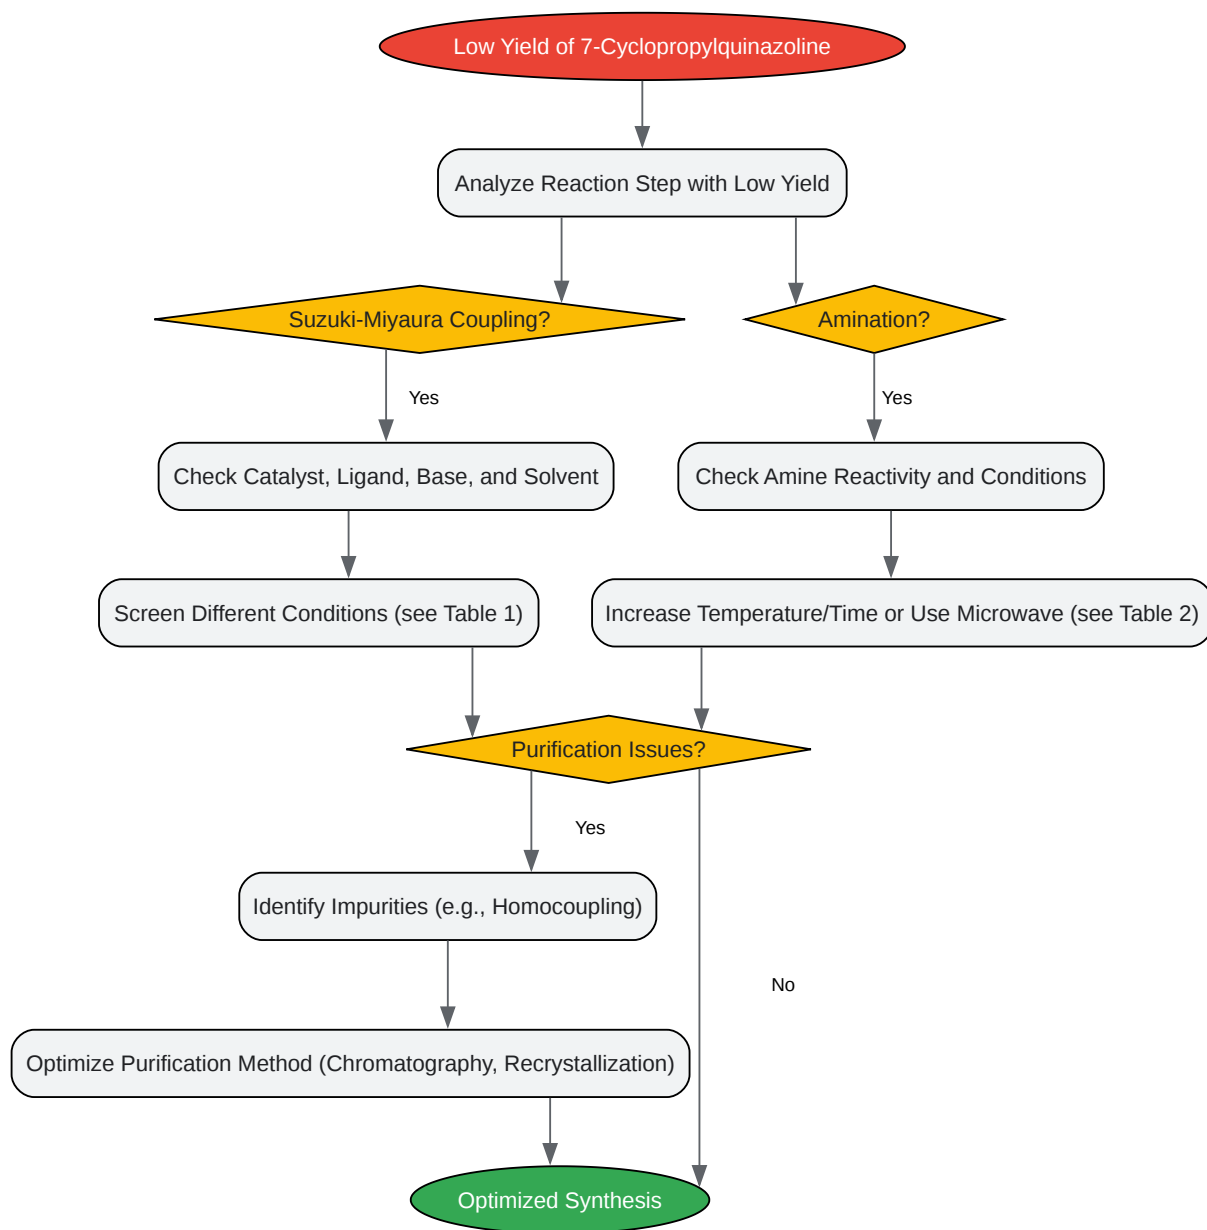 Low Yield of 7-Cyclopropylquinazoline
Analyze Reaction Step with Low Yield
Suzuki-Miyaura Coupling?
Amination?
Yes
Yes
Check Catalyst, Ligand, Base, and Solvent
Check Amine Reactivity and Conditions
Screen Different Conditions (see Table 1)
Increase Temperature/Time or Use Microwave (see Table 2)
Purification Issues?
Yes
Identify Impurities (e.g., Homocoupling)
No
Optimize Purification Method (Chromatography, Recrystallization)
Optimized Synthesis